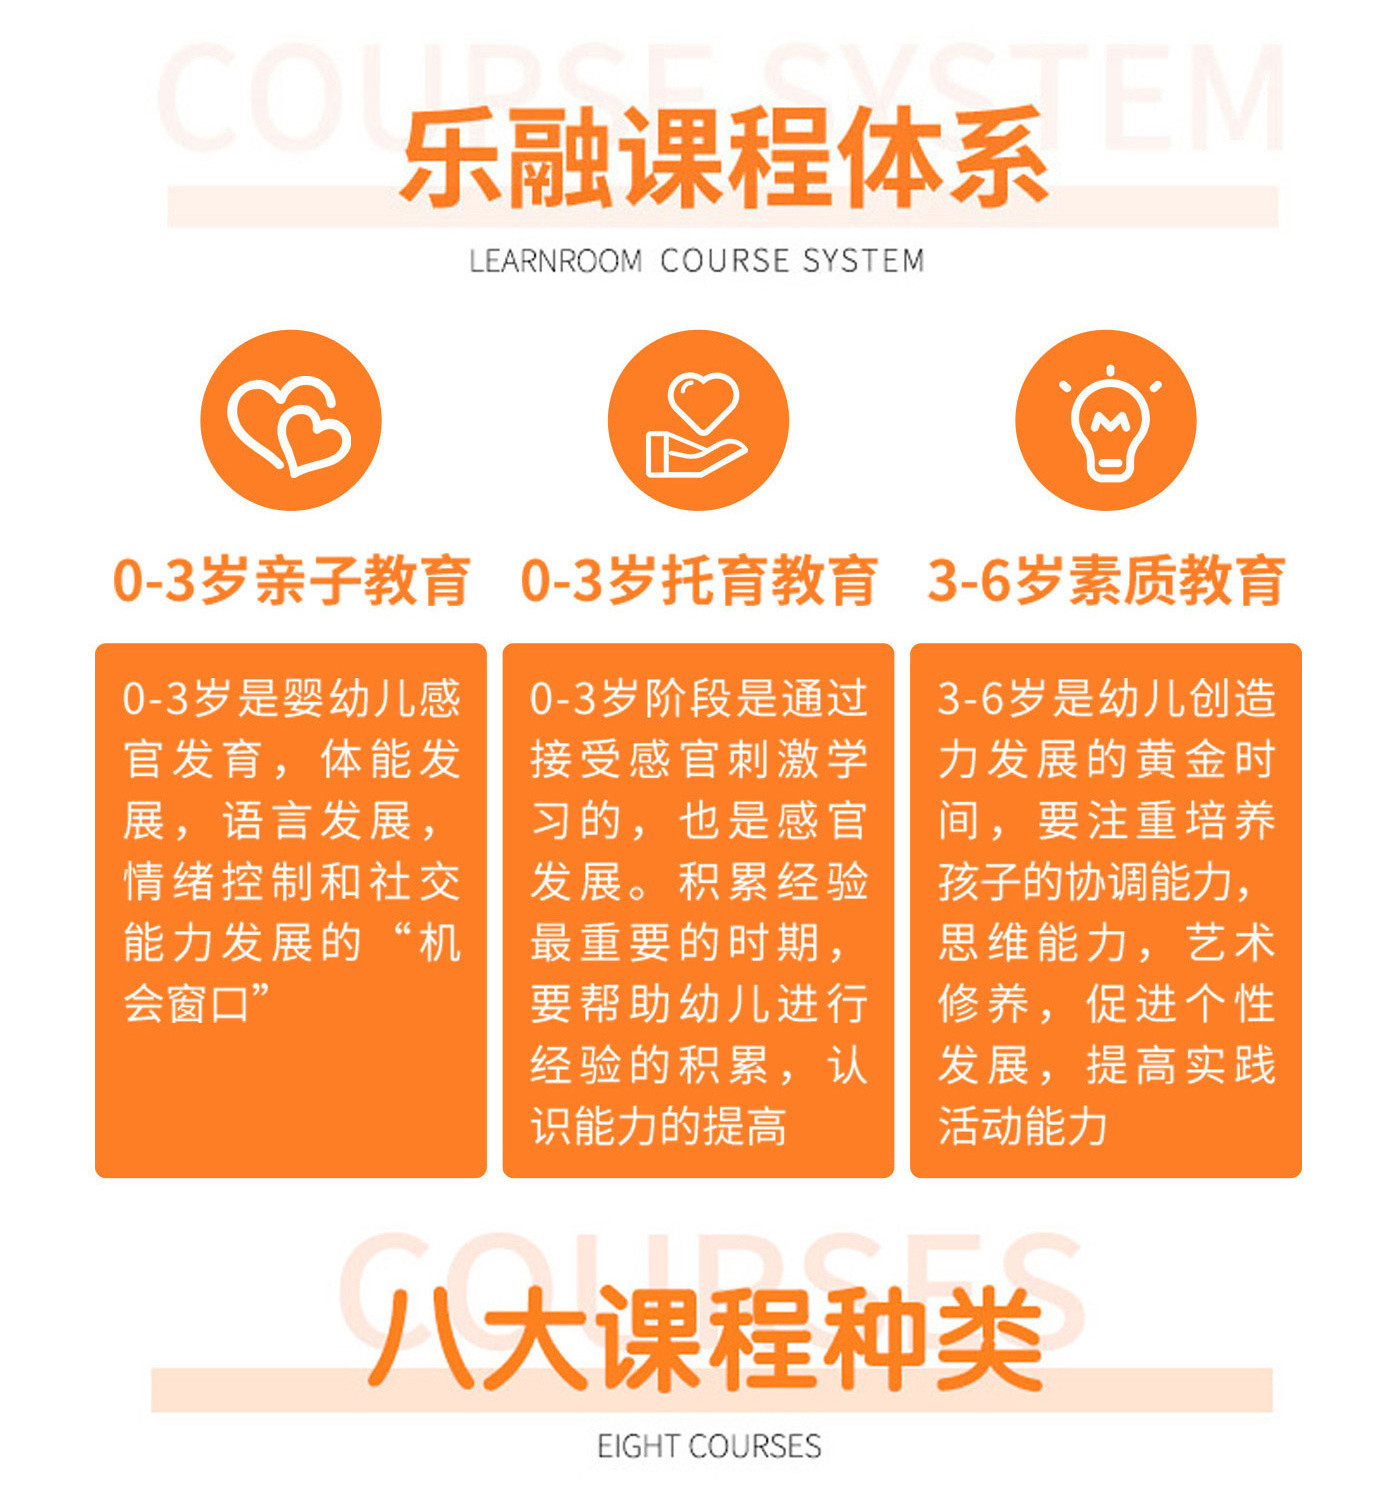 COURSE SYSTEM
乐融课程体系
LEARNROOM COURSE SYSTEM
0-3岁亲子教育
0-3岁是婴幼儿感
官发育，体能发
展，语言发展，
情绪控制和社交
能力发展的“机
会窗口”
0-3岁托育教育
0-3岁阶段是通过
接受感官刺激学
习的，也是感官
发展。积累经验
最重要的时期，
要帮助幼儿进行
经验的积累，认
识能力的提高
3-6岁素质教育
3-6岁是幼儿创造
力发展的黄金时
间，要注重培养
孩子的协调能力，
思维能力，艺术
修养，促进个性
发展，提高实践
活动能力
COURSES
八大课程种类
EIGHT COURSES